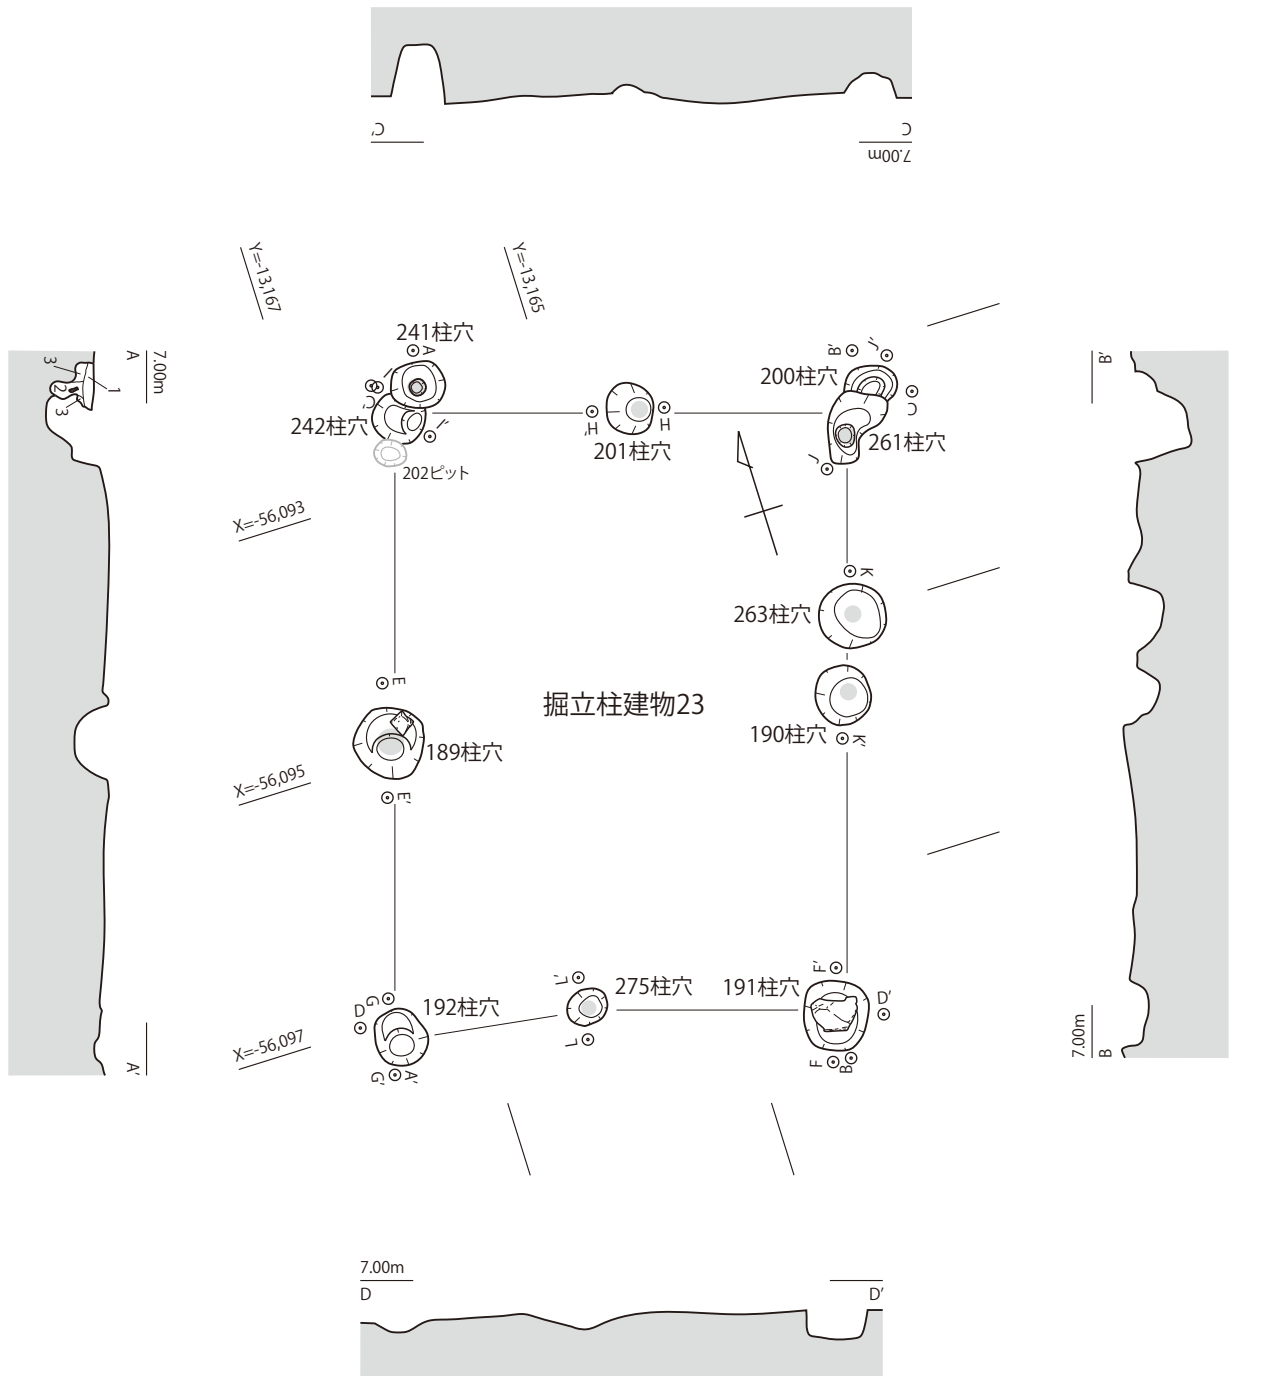 C'
C
7.00m
Y=-13,167
Y=-13,165
241柱穴
A
I
C'
242柱穴
I'
202ピット
H'
H
201柱穴
B'
J'
200柱穴
C
261柱穴
J
A
7.00m
3
1
2
3
B'
X=-56,093
K
263柱穴
190柱穴
K'
E
189柱穴
E'
掘立柱建物23
X=-56,095
L'
275柱穴
L
191柱穴
F'
D'
F
B
G
D
192柱穴
G'
A'
X=-56,097
A'
7.00m
B
7.00m
D
D'